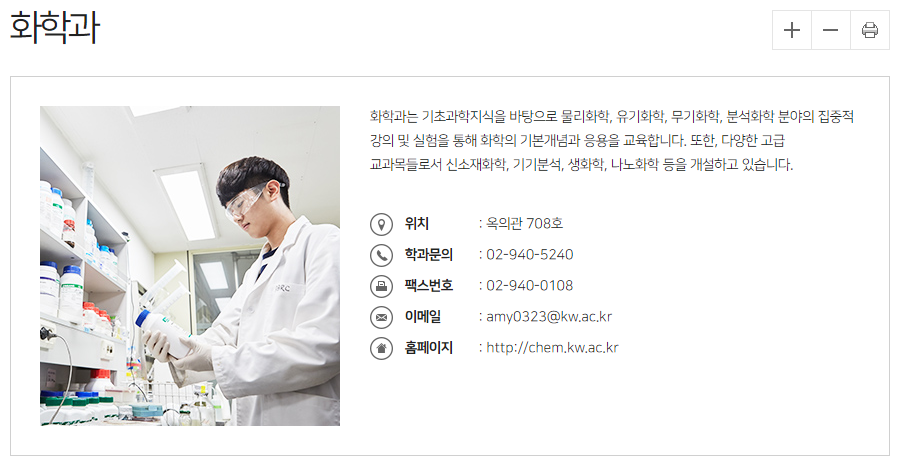 화학과
화학과는 기초과학지식을 바탕으로 물리화학, 유기화학, 무기화학, 분석화학 분야의 집중적
강의 및 실험을 통해 화학의 기본개념과 응용을 교육합니다. 또한, 다양한 고급
교과목들로서 신소재화학, 기기분석, 생화학, 나노화학 등을 개설하고 있습니다.
위치 : 옥의관 708호
학과문의 : 02-940-5240
팩스번호 : 02-940-0108
이메일 : amy0323@kw.ac.kr
홈페이지 : http://chem.kw.ac.kr